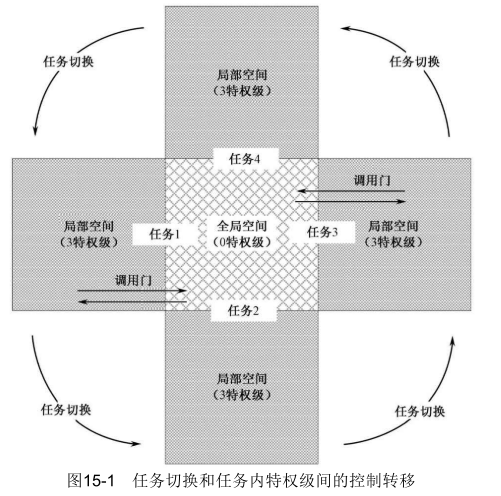 任务切换
任务切换
局部空间
（3特权级）
任务4
调用门
局部空间
（3特权级）
任务1
全局空间
（0特权级）
任务3
局部空间
（3特权级）
调用门
任务2
局部空间
（3特权级）
任务切换
任务切换
图15-1 任务切换和任务内特权级间的控制转移